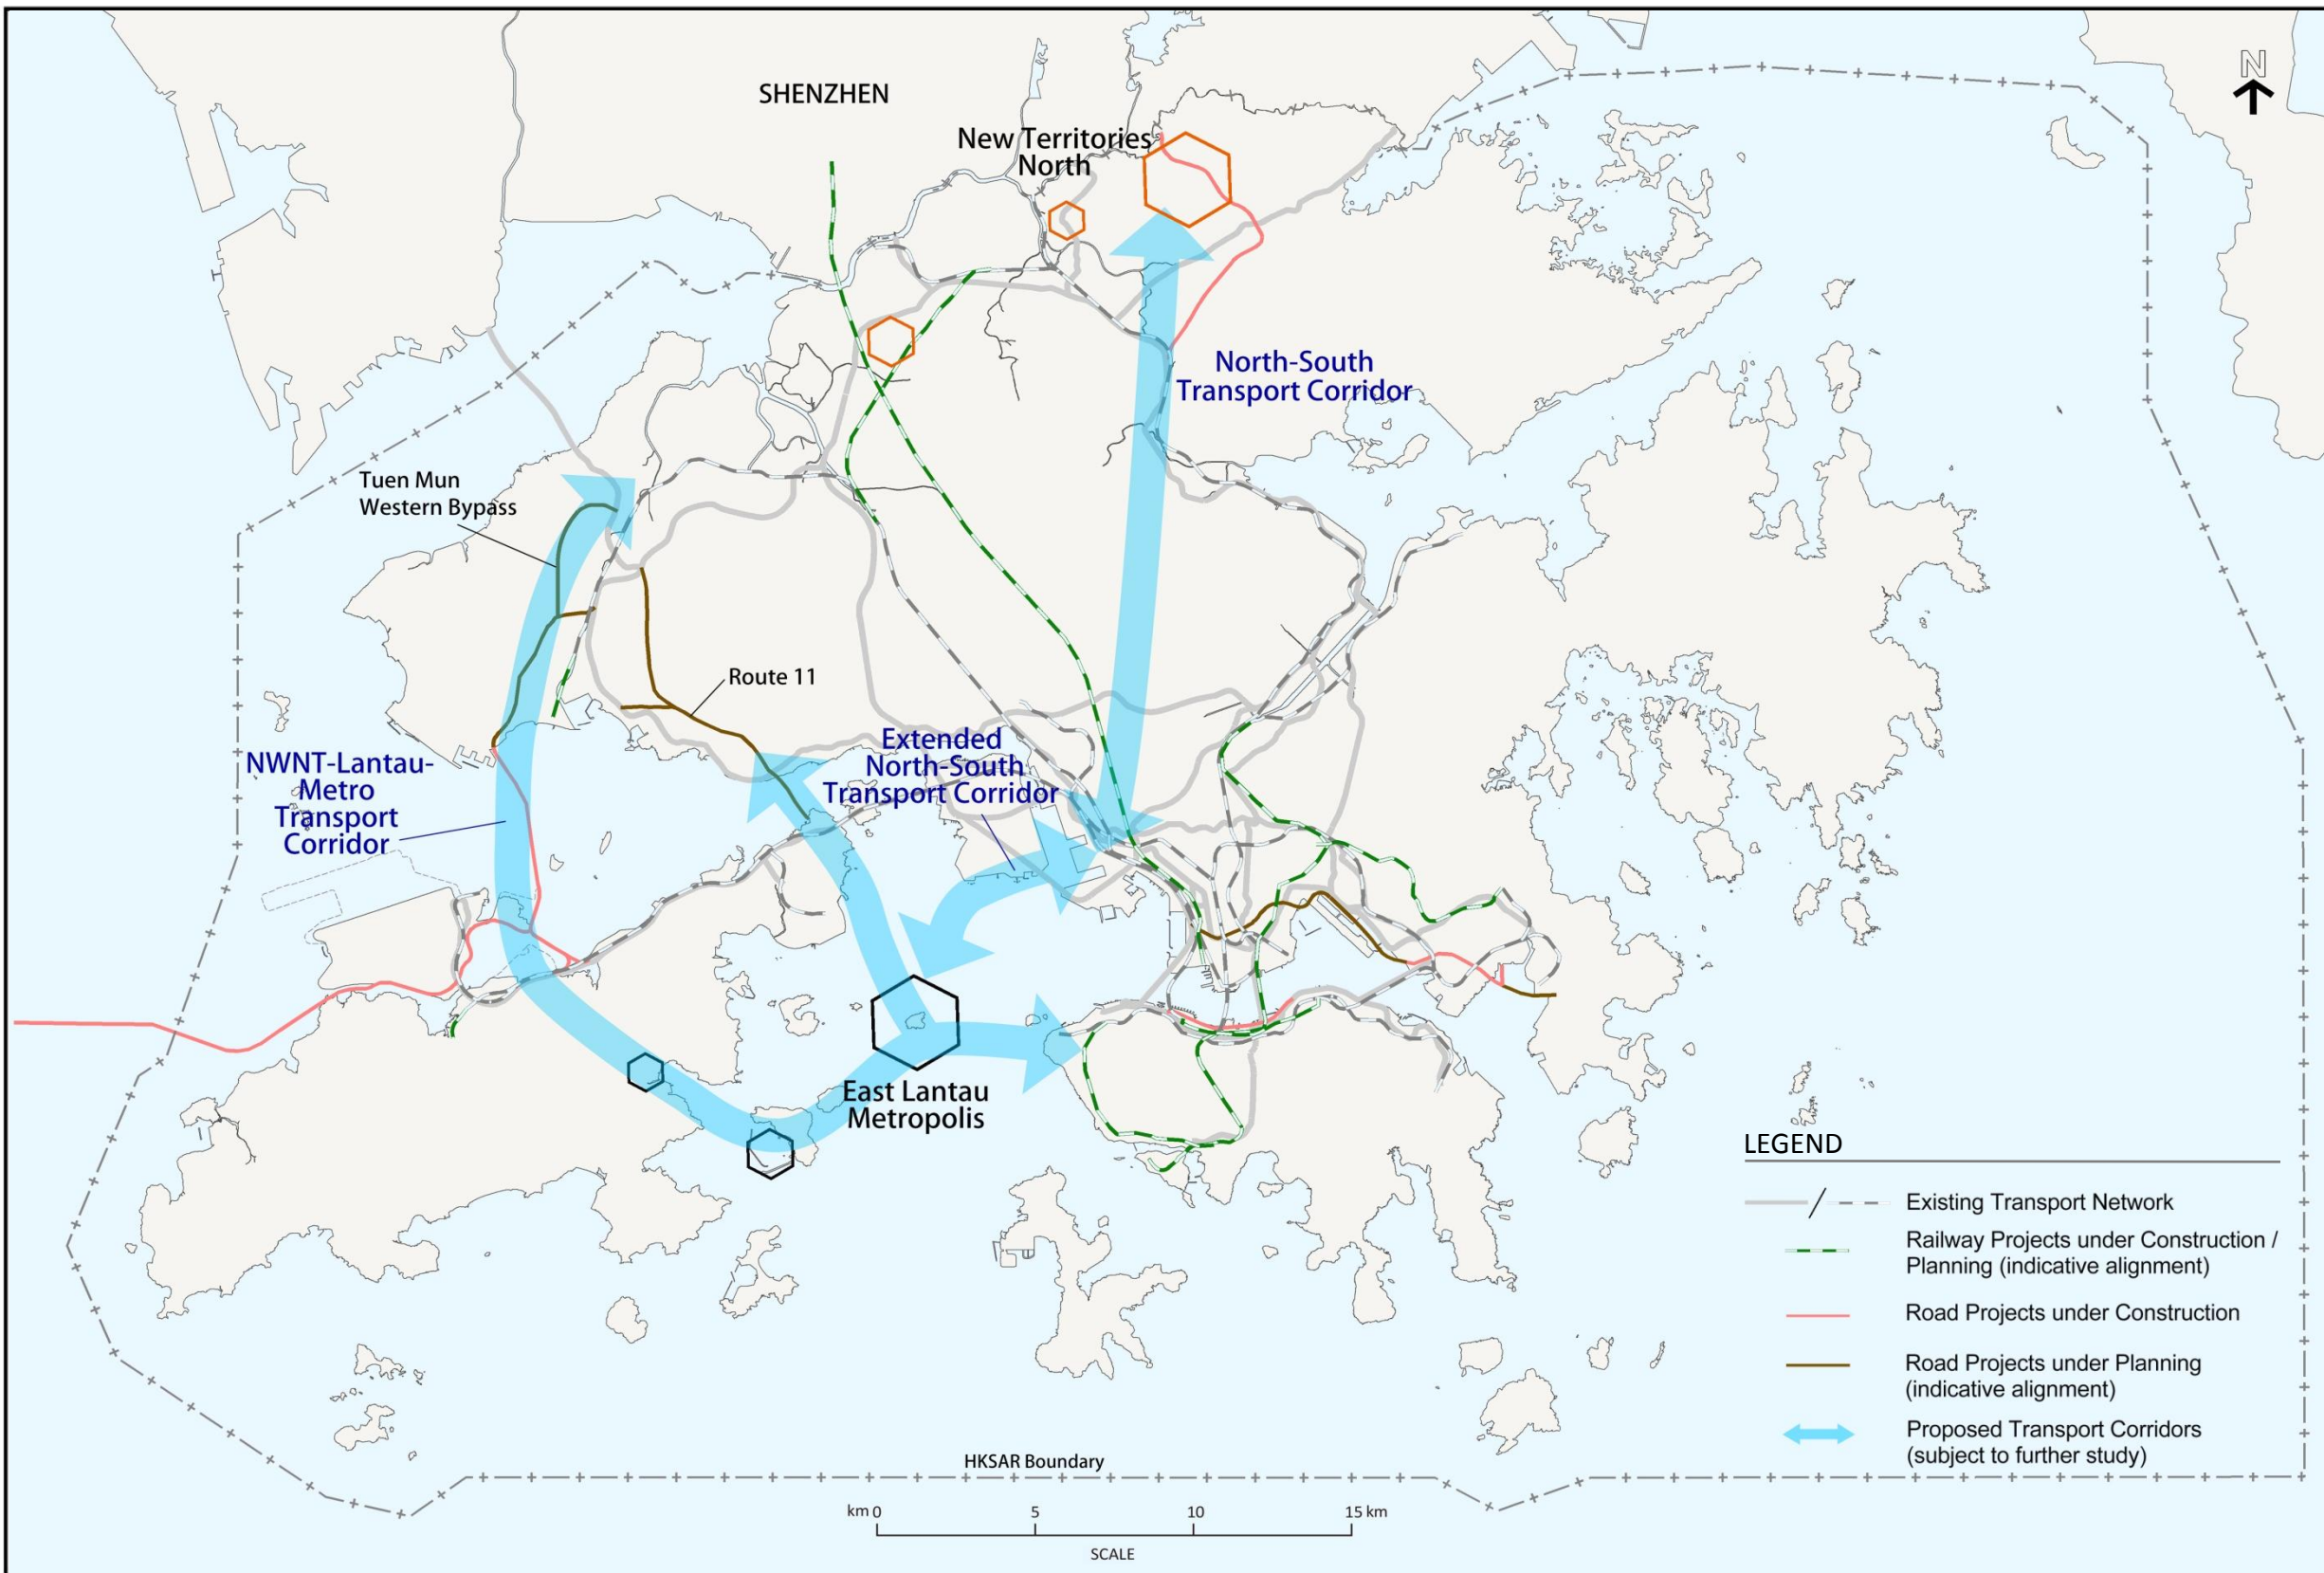 SHENZHEN
N
New Territories
North
North-South
Transport Corridor
Tuen Mun
Western Bypass
Route 11
Extended
North-South
Transport Corridor
NWNT-Lantau-
Metro
Transport
Corridor
East Lantau
Metropolis
LEGEND
Existing Transport Network
Railway Projects under Construction /
Planning (indicative alignment)
Road Projects under Construction
Road Projects under Planning
(indicative alignment)
Proposed Transport Corridors
(subject to further study)
HKSAR Boundary
km 0 5 10 15 km
SCALE